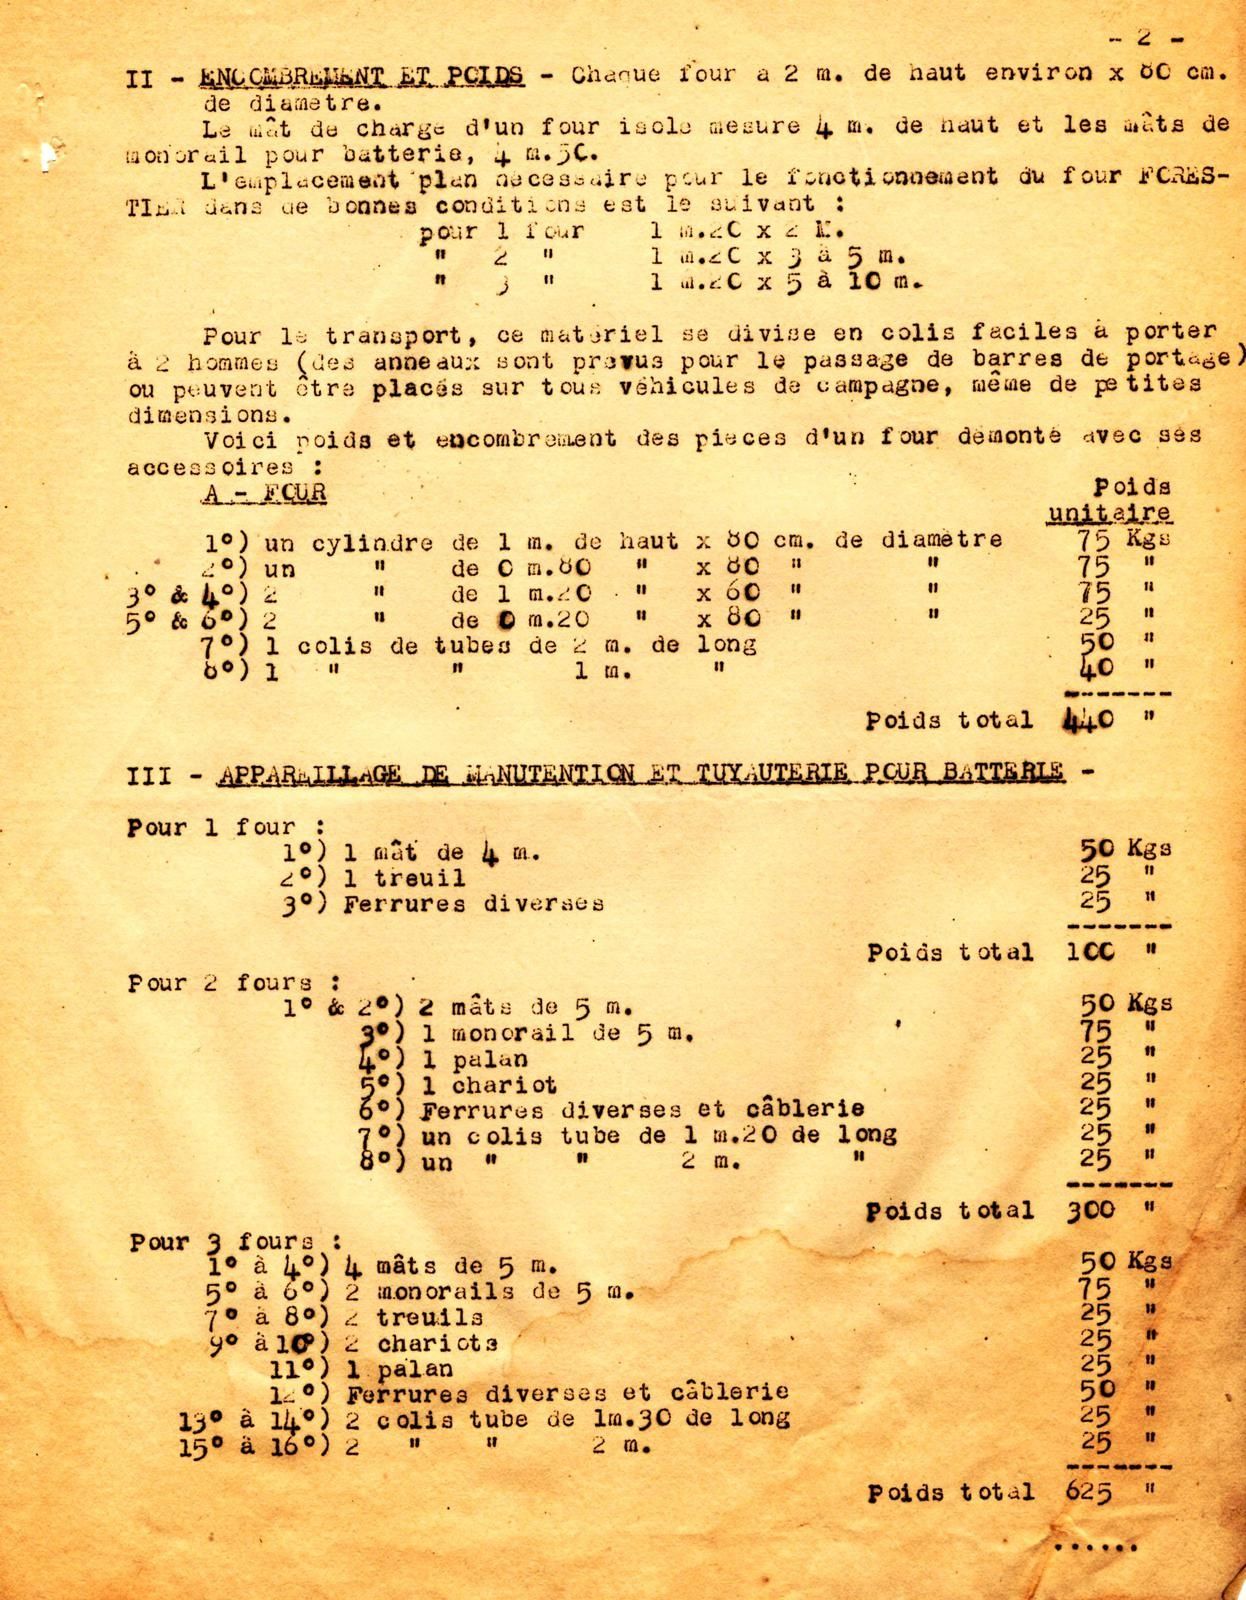 - 2 -
II - ENCOMBREMENT ET POIDS - Chaque four a 2 m. de haut environ x 80 cm.
de diamètre.
Le mât de charge d'un four isolé mesure 4 m. de haut et les mâts de
monorail pour batterie, 4 m.50.
L'emplacement plan nécessaire pour le fonctionnement du four FORES-
TIER dans de bonnes conditions est le suivant :
pour 1 four 1 m.20 x 2 M.
" 2 " 1 m.20 x 3 à 5 m.
" 3 " 1 m.20 x 5 à 10 m.
Pour le transport, ce matériel se divise en colis faciles à porter
à 2 hommes (des anneaux sont prévus pour le passage de barres de portage)
ou peuvent être placés sur tous véhicules de campagne, même de petites
dimensions.
Voici poids et encombrement des pièces d'un four démonté avec ses
accessoires :
A - FOUR Poids
unitaire
1°) un cylindre de 1 m. de haut x 80 cm. de diamètre 75 Kgs
2°) un " de 0 m.80 " x 80 " " 75 "
3° & 4°) 2 " de 1 m.20 " x 60 " " 75 "
5° & 6°) 2 " de 0 m.20 " x 80 " " 25 "
7°) 1 colis de tubes de 2 m. de long 50 "
8°) 1 " " 1 m. " 40 "
-------
Poids total 440 "
III - APPAREILLAGE DE MANUTENTION ET TUYAUTERIE POUR BATTERIE -
Pour 1 four :
1°) 1 mât de 4 m. 50 Kgs
2°) 1 treuil 25 "
3°) Ferrures diverses 25 "
-------
Poids total 100 "
Pour 2 fours :
1° & 2°) 2 mâts de 5 m. 50 Kgs
3°) 1 monorail de 5 m. 75 "
4°) 1 palan 25 "
5°) 1 chariot 25 "
6°) Ferrures diverses et câblerie 25 "
7°) un colis tube de 1 m.20 de long 25 "
8°) un " " 2 m. " 25 "
-------
Poids total 300 "
Pour 3 fours :
1° à 4°) 4 mâts de 5 m. 50 Kgs
5° à 6°) 2 monorails de 5 m. 75 "
7° à 8°) 2 treuils 25 "
9° à 10°) 2 chariots 25 "
11°) 1 palan 25 "
12°) Ferrures diverses et câblerie 50 "
13° à 14°) 2 colis tube de 1m.30 de long 25 "
15° à 16°) 2 " " 2 m. 25 "
-------
Poids total 625 "
......